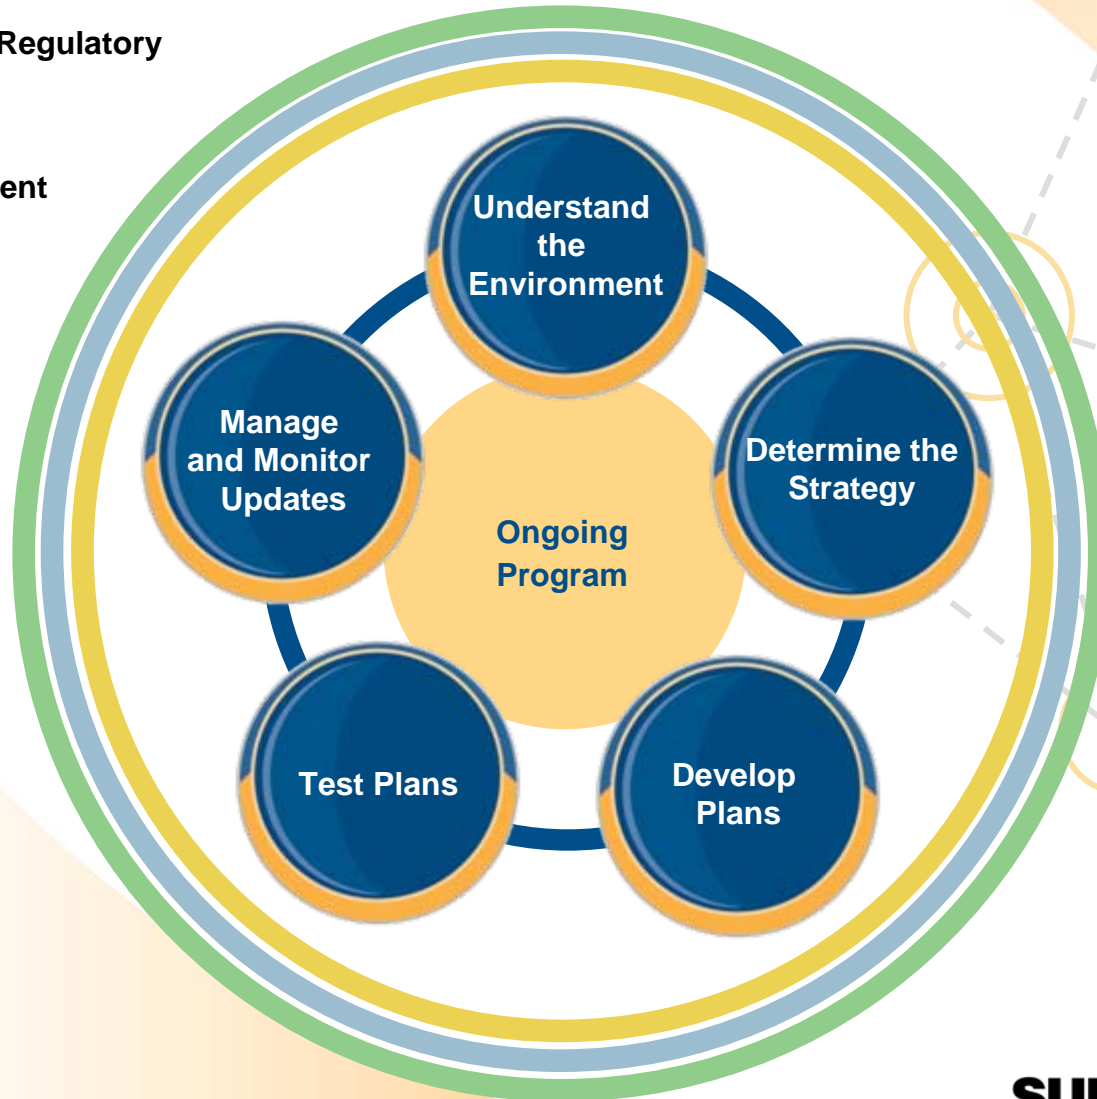 Regulatory
ent
Understand
the
Environment
Manage
and Monitor
Updates
Determine the
Strategy
Ongoing
Program
Test Plans
Develop
Plans